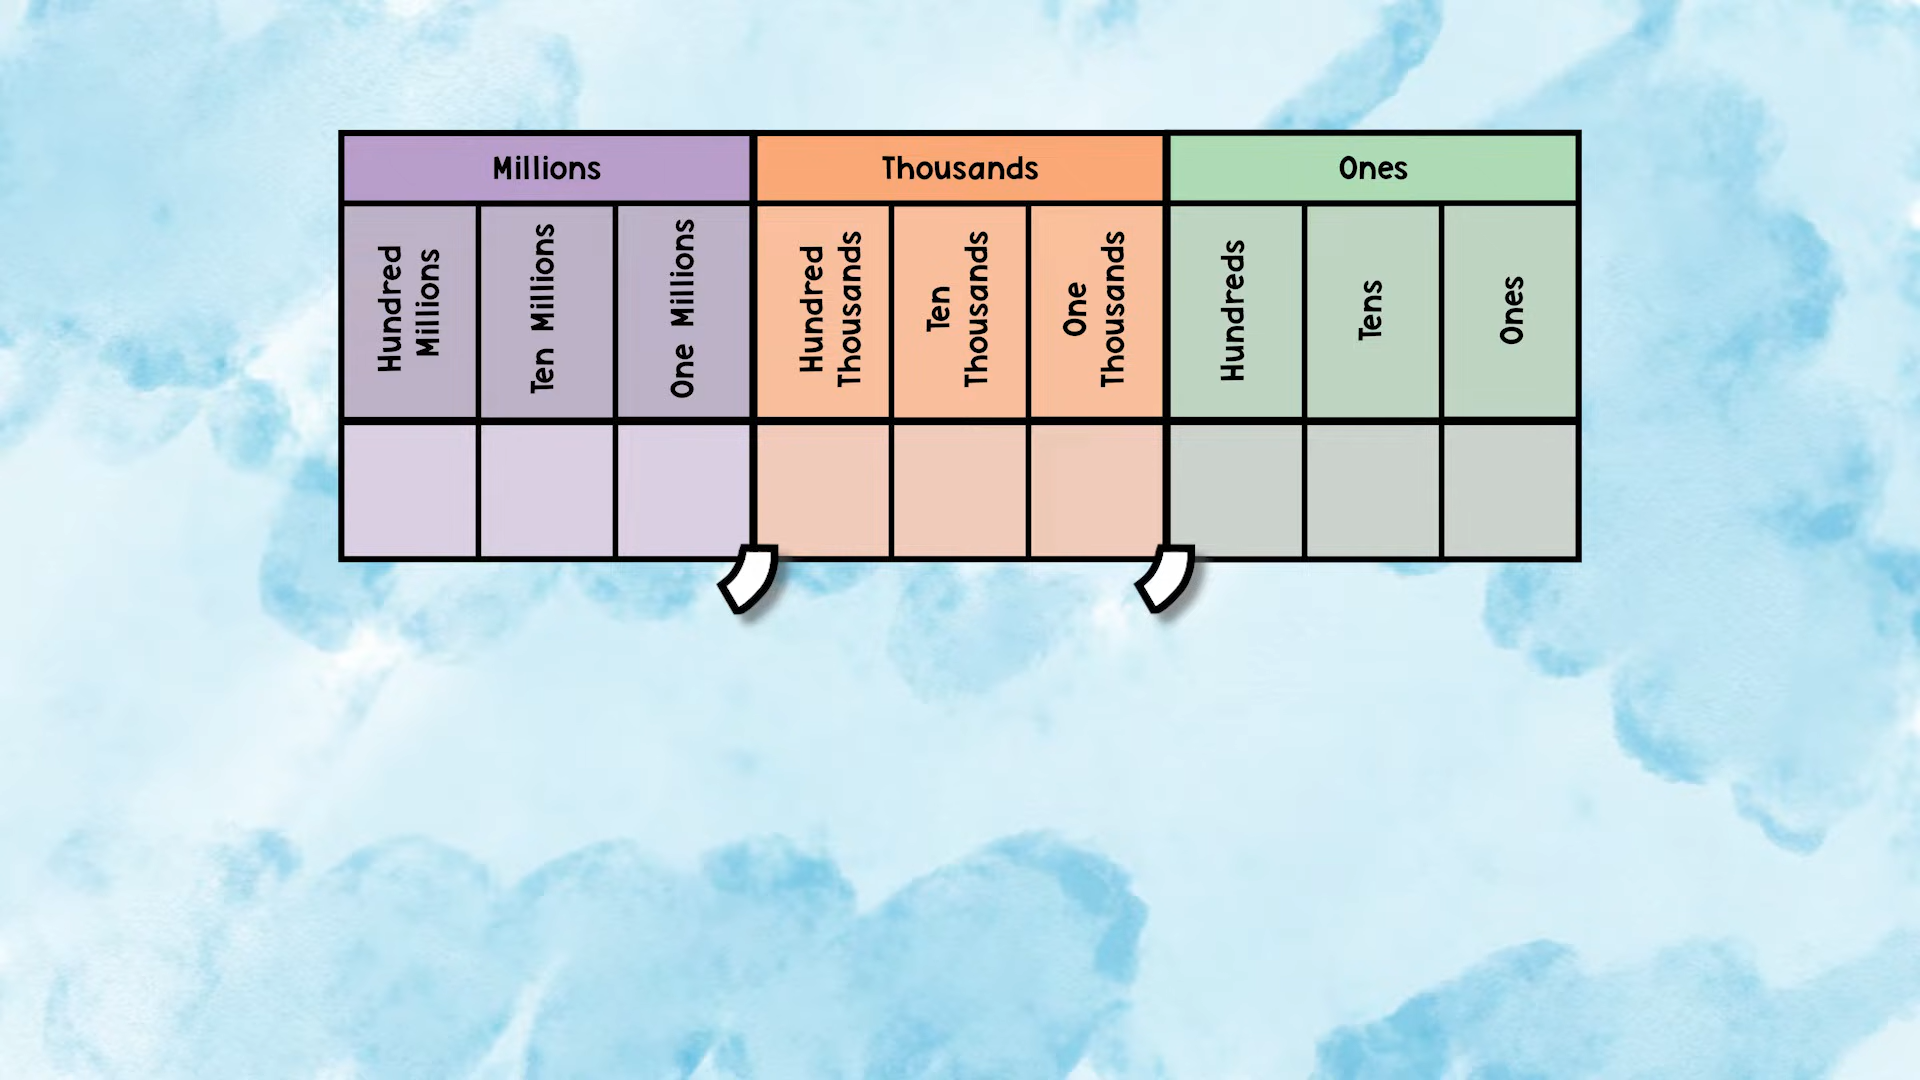 Millions
Thousands
Ones
Hundred
Millions
Ten Millions
One Millions
Hundred
Thousands
Ten
Thousands
One
Thousands
Hundreds
Tens
Ones
,
,